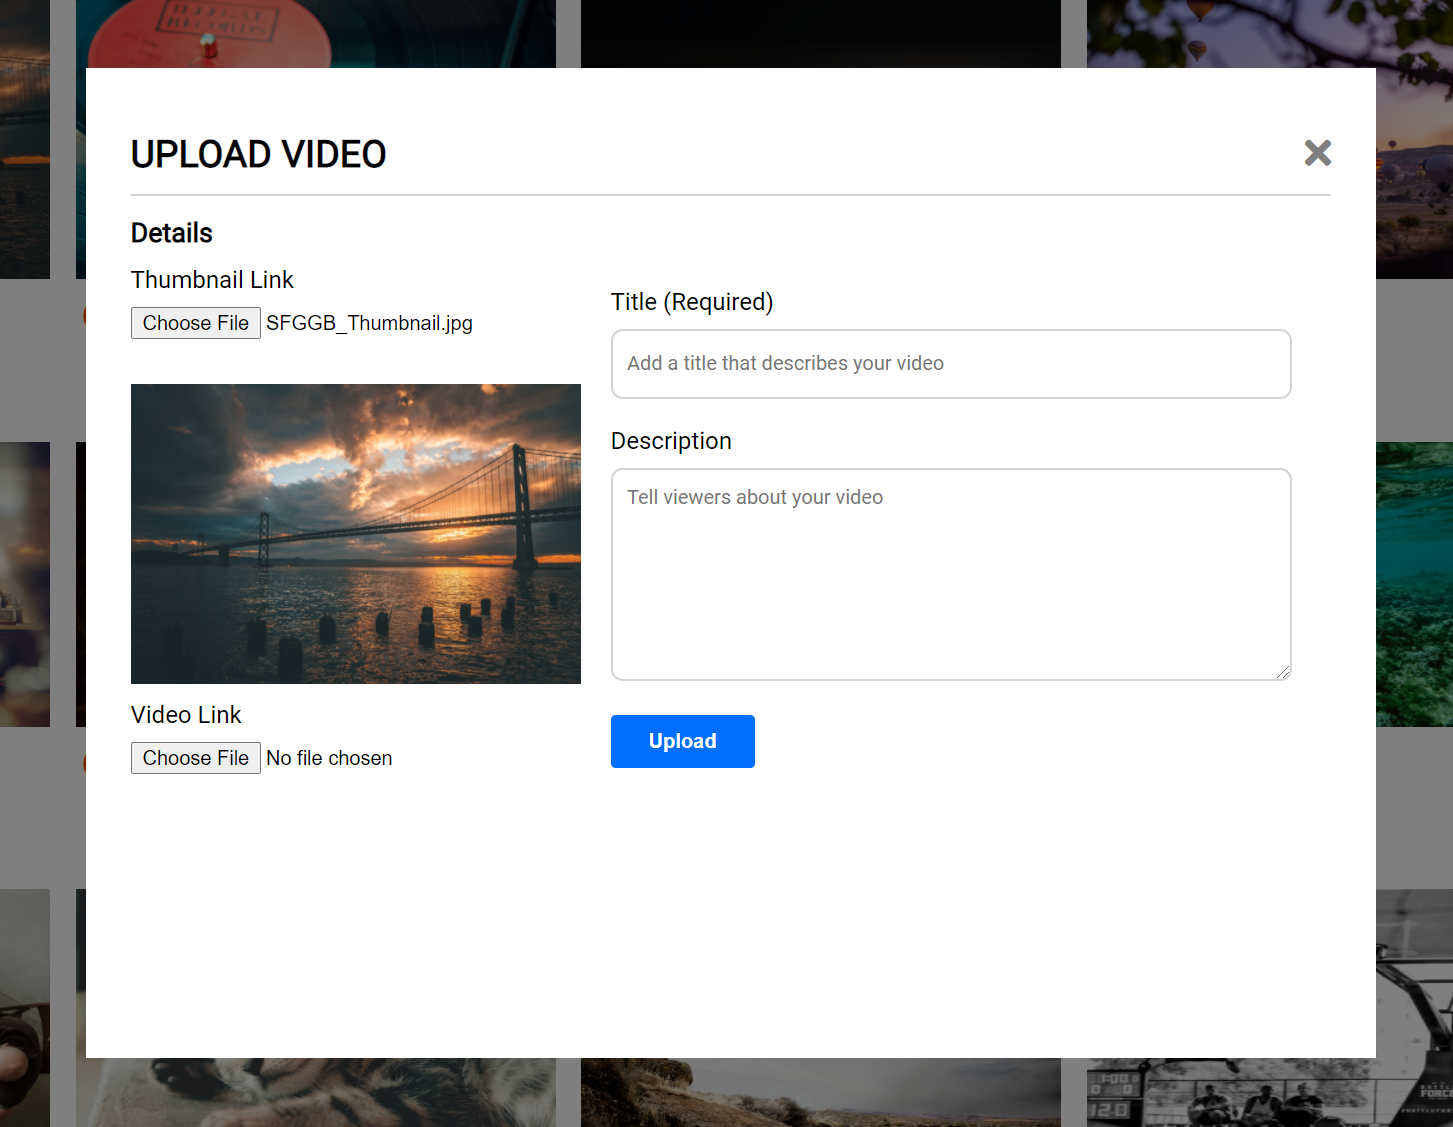 RECORDS
UPLOAD VIDEO
Details
Thumbnail Link
Choose File SFGGB_Thumbnail.jpg
Title (Required)
Add a title that describes your video
Description
Tell viewers about your video
Upload
Video Link
Choose File No file chosen